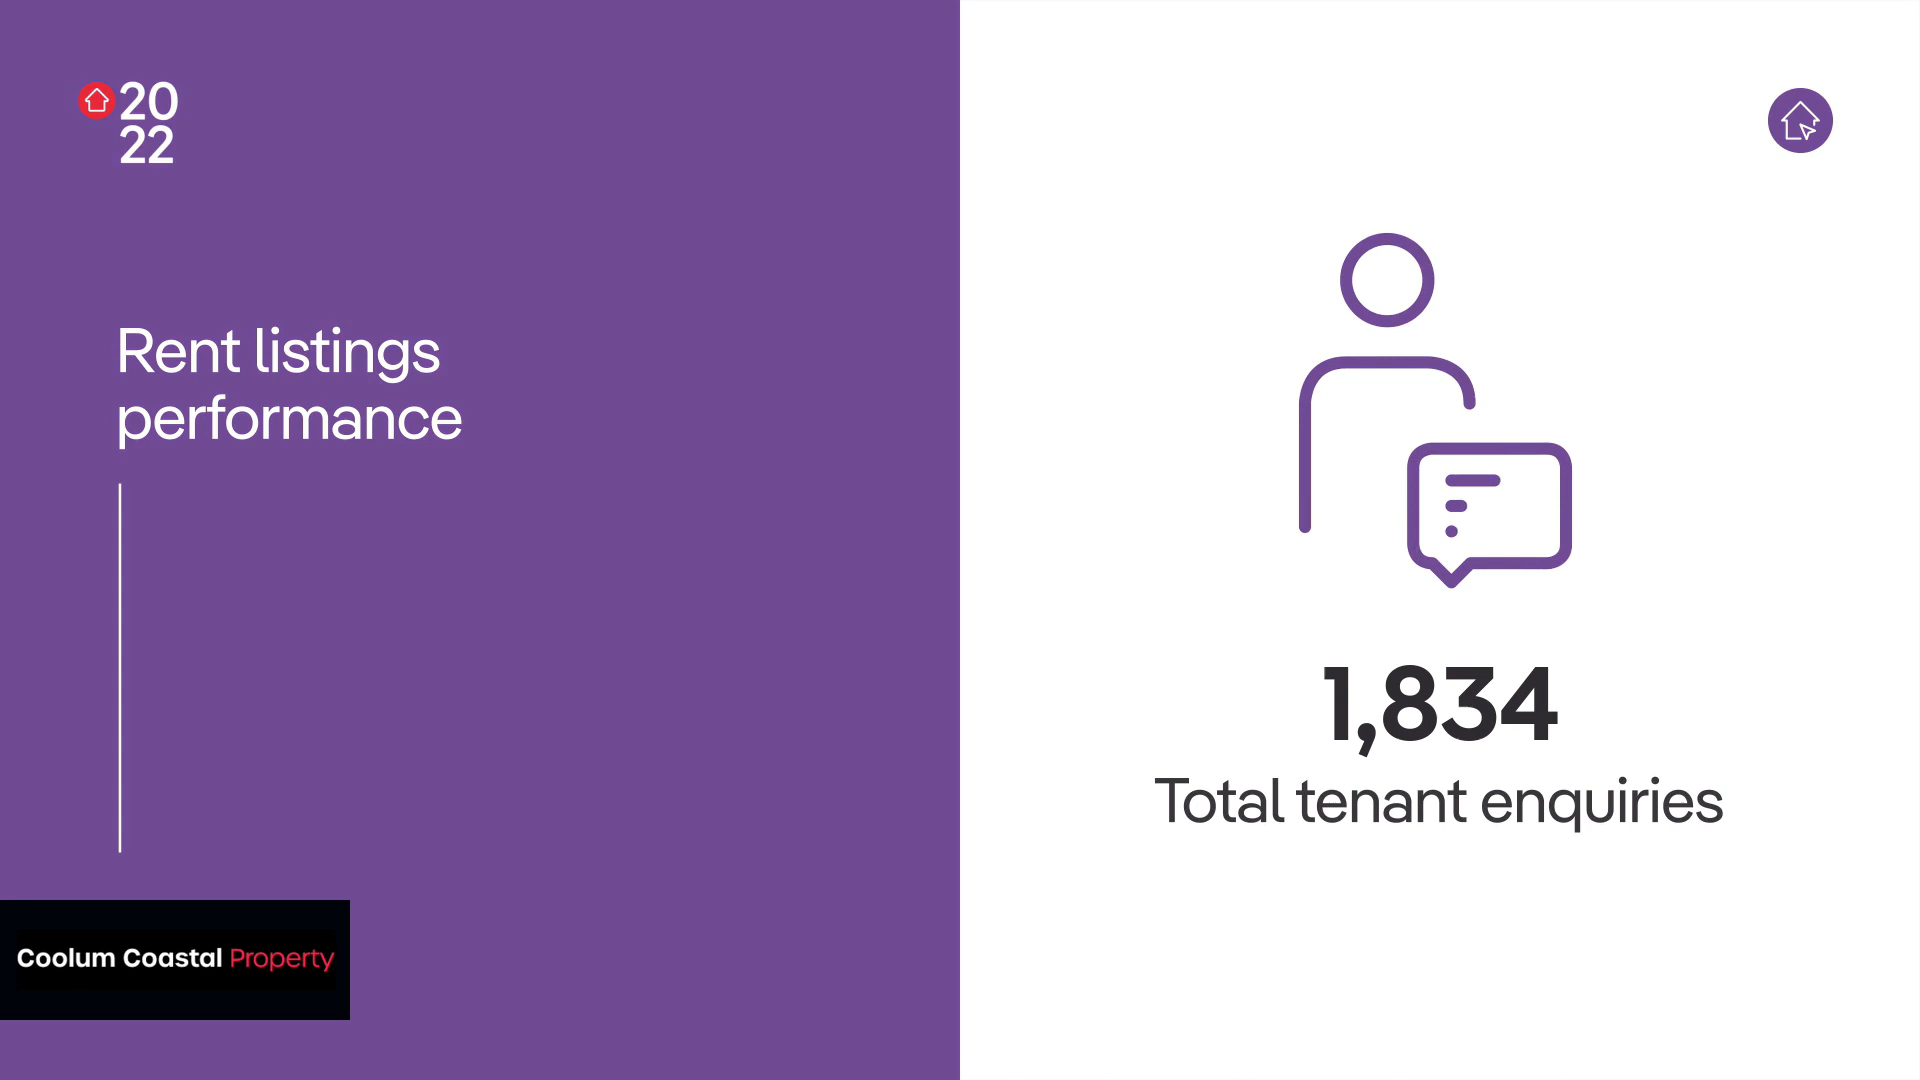 20
22
Rent listings
performance
Coolum Coastal Property
1,834
Total tenant enquiries